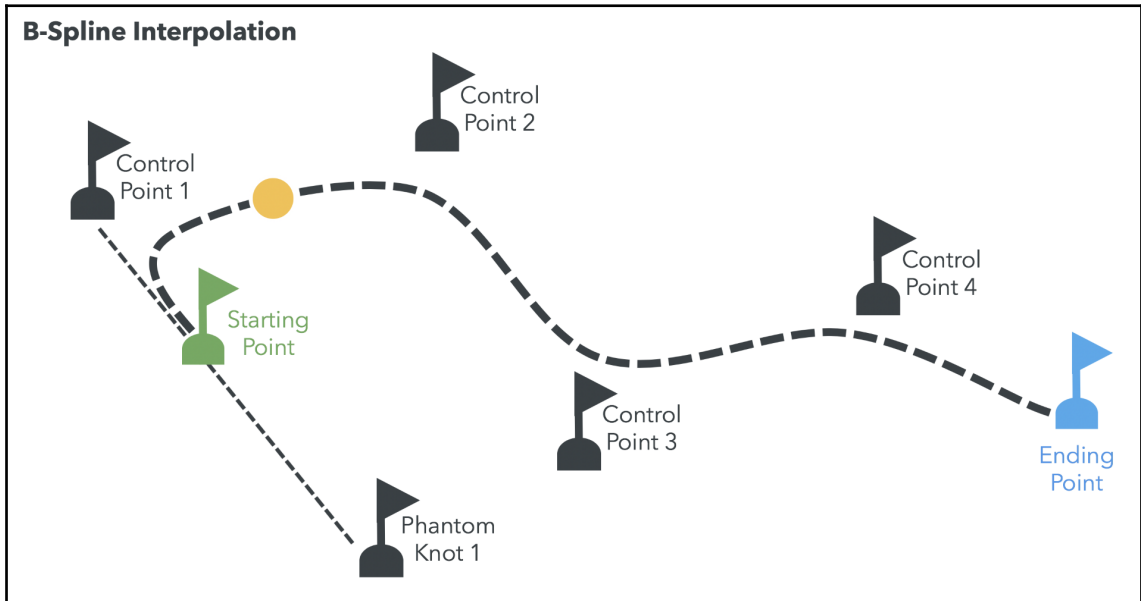 B-Spline Interpolation
Control
Point 2
Control
Point 1
Control
Point 4
Starting
Point
Control
Point 3
Ending
Point
Phantom
Knot 1